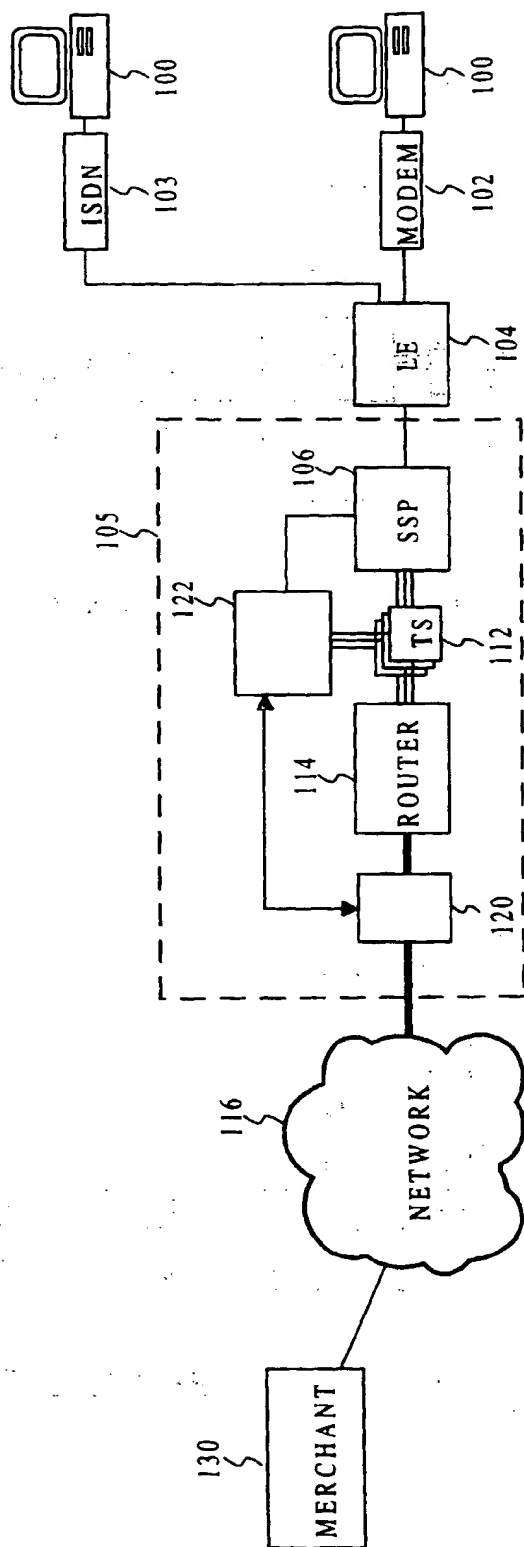 MERCHANT
130
NETWORK
116
105
120
ROUTER
114
122
TS
112
SSP
106
LE
104
ISDN
103
MODEM
102
100
100